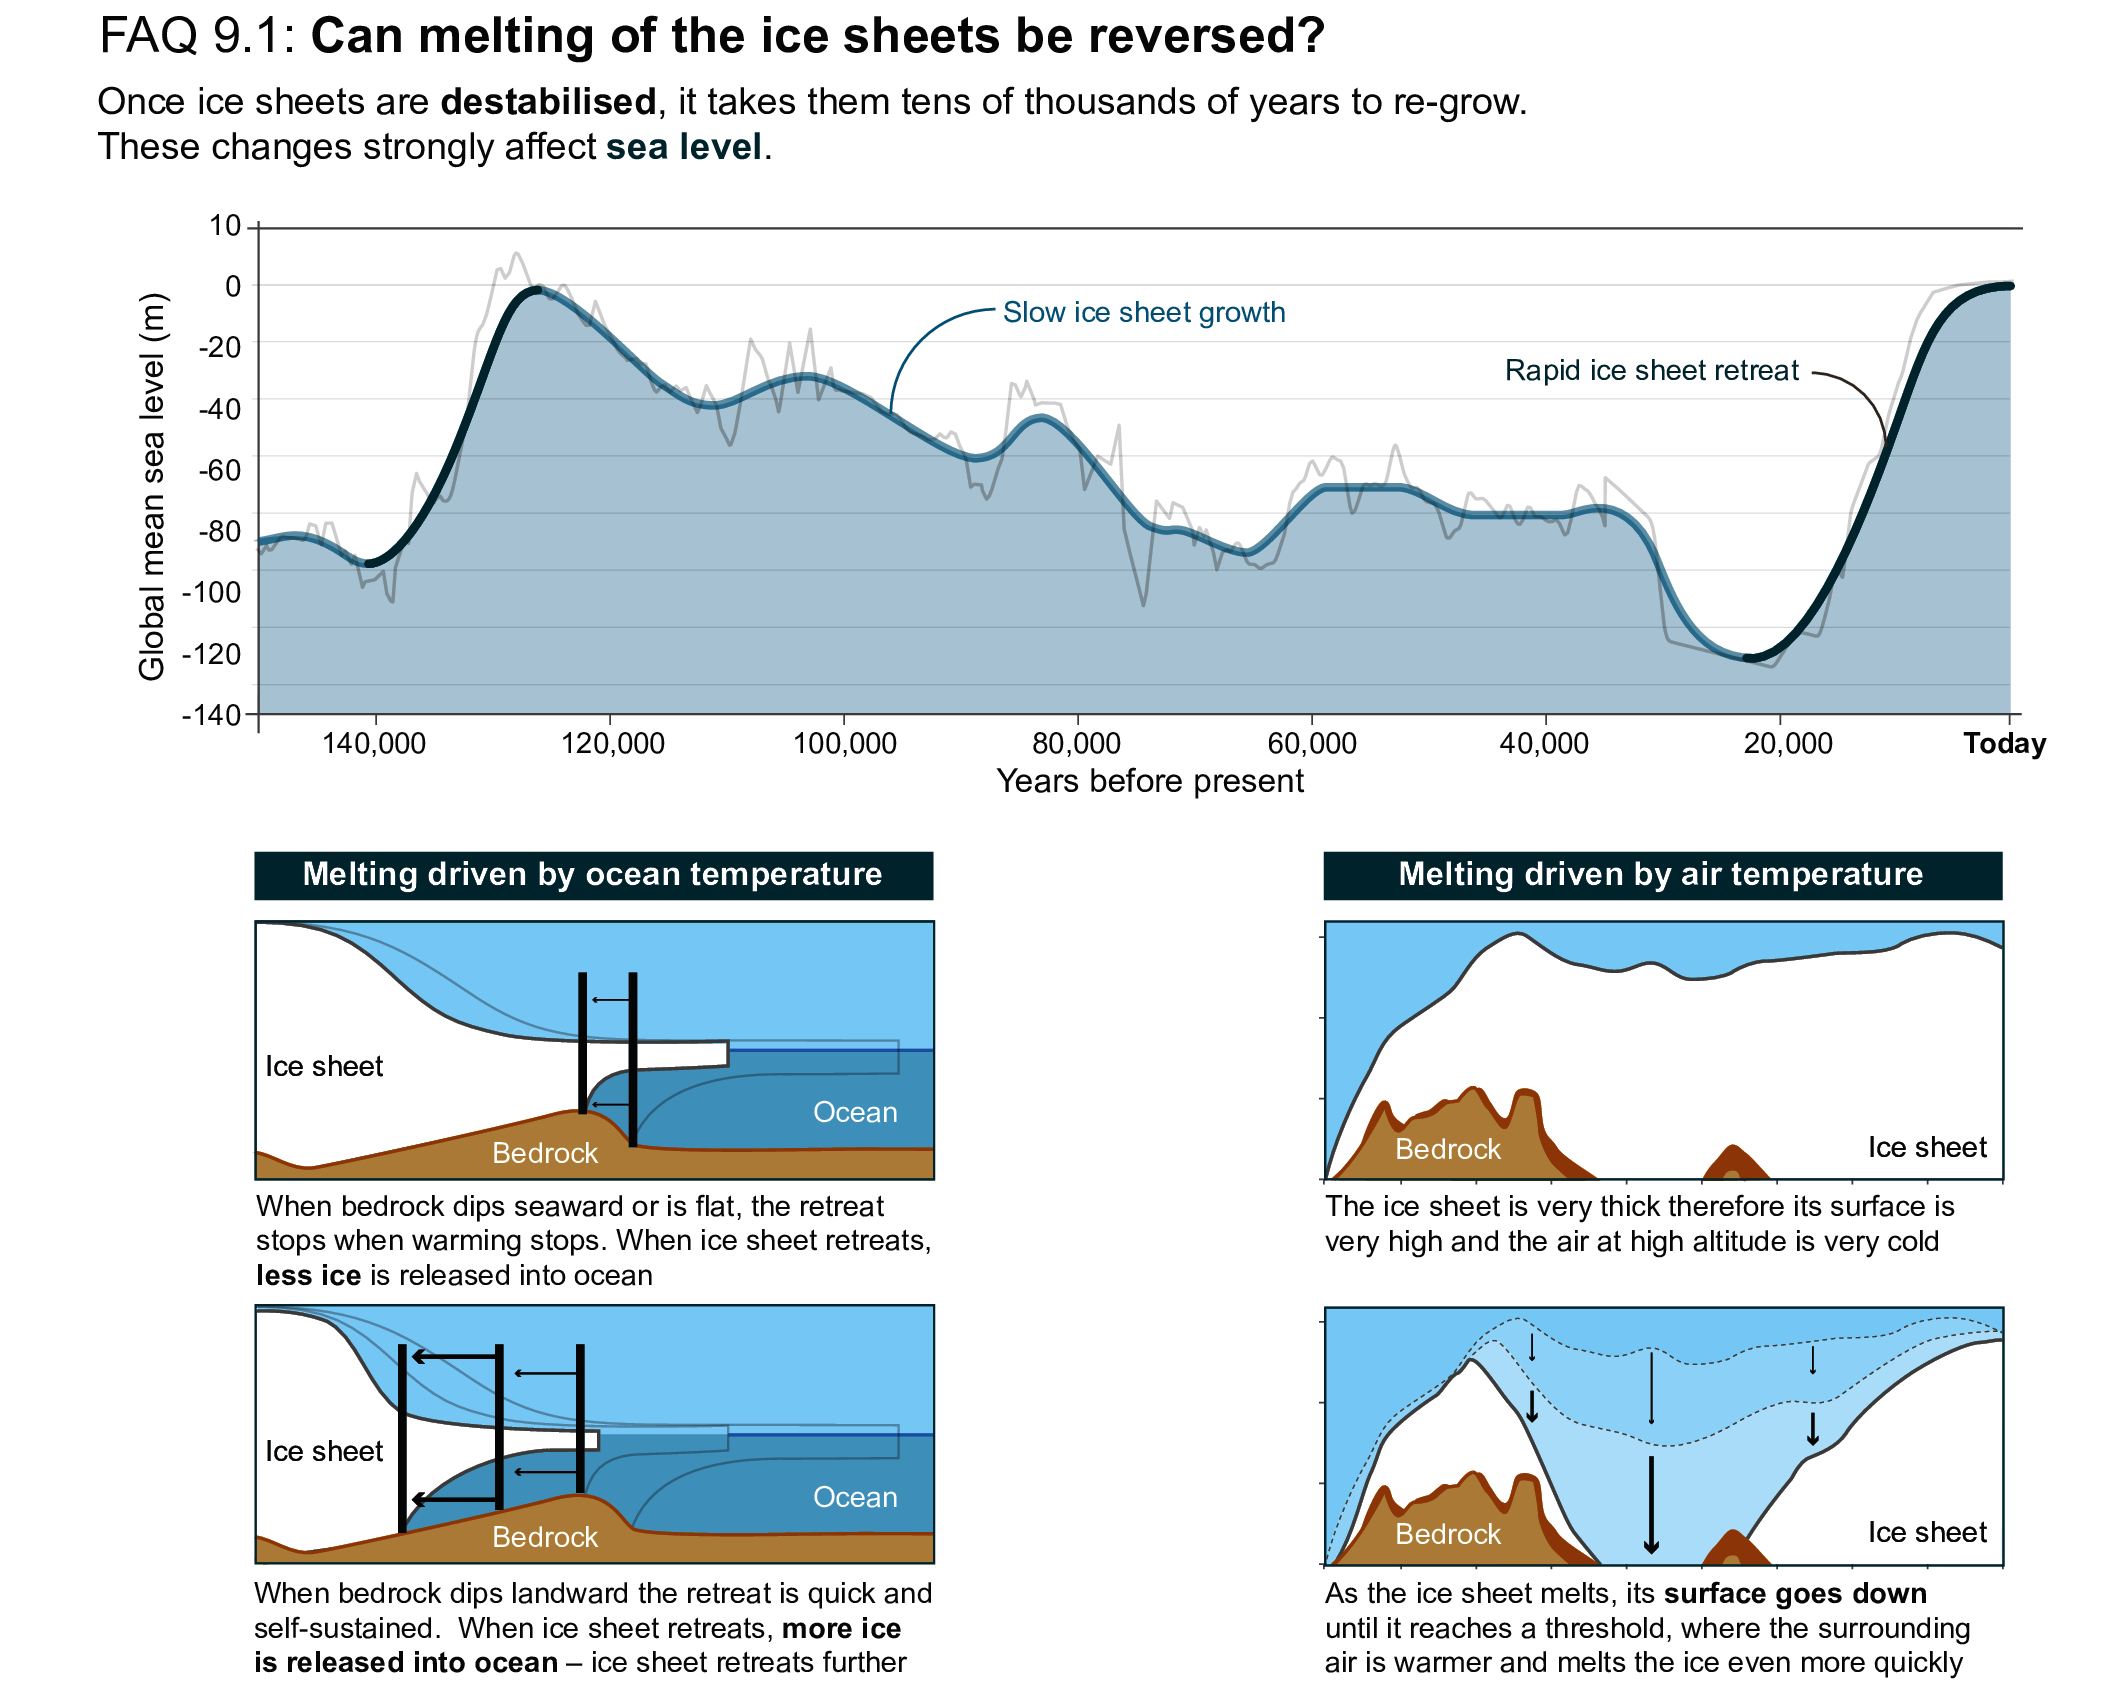 FAQ 9.1: Can melting of the ice sheets be reversed?
Once ice sheets are destabilised, it takes them tens of thousands of years to re-grow.
These changes strongly affect sea level.
Global mean sea level (m)
10
0
-20
-40
-60
-80
-100
-120
-140
Slow ice sheet growth
Rapid ice sheet retreat
140,000
120,000
100,000
80,000
60,000
40,000
20,000
Today
Years before present
Melting driven by ocean temperature
Ice sheet
Ocean
Bedrock
When bedrock dips seaward or is flat, the retreat
stops when warming stops. When ice sheet retreats,
less ice is released into ocean
Ice sheet
Ocean
Bedrock
When bedrock dips landward the retreat is quick and
self-sustained.  When ice sheet retreats, more ice
is released into ocean – ice sheet retreats further
Melting driven by air temperature
Bedrock
Ice sheet
The ice sheet is very thick therefore its surface is
very high and the air at high altitude is very cold
Bedrock
Ice sheet
As the ice sheet melts, its surface goes down
until it reaches a threshold, where the surrounding
air is warmer and melts the ice even more quickly